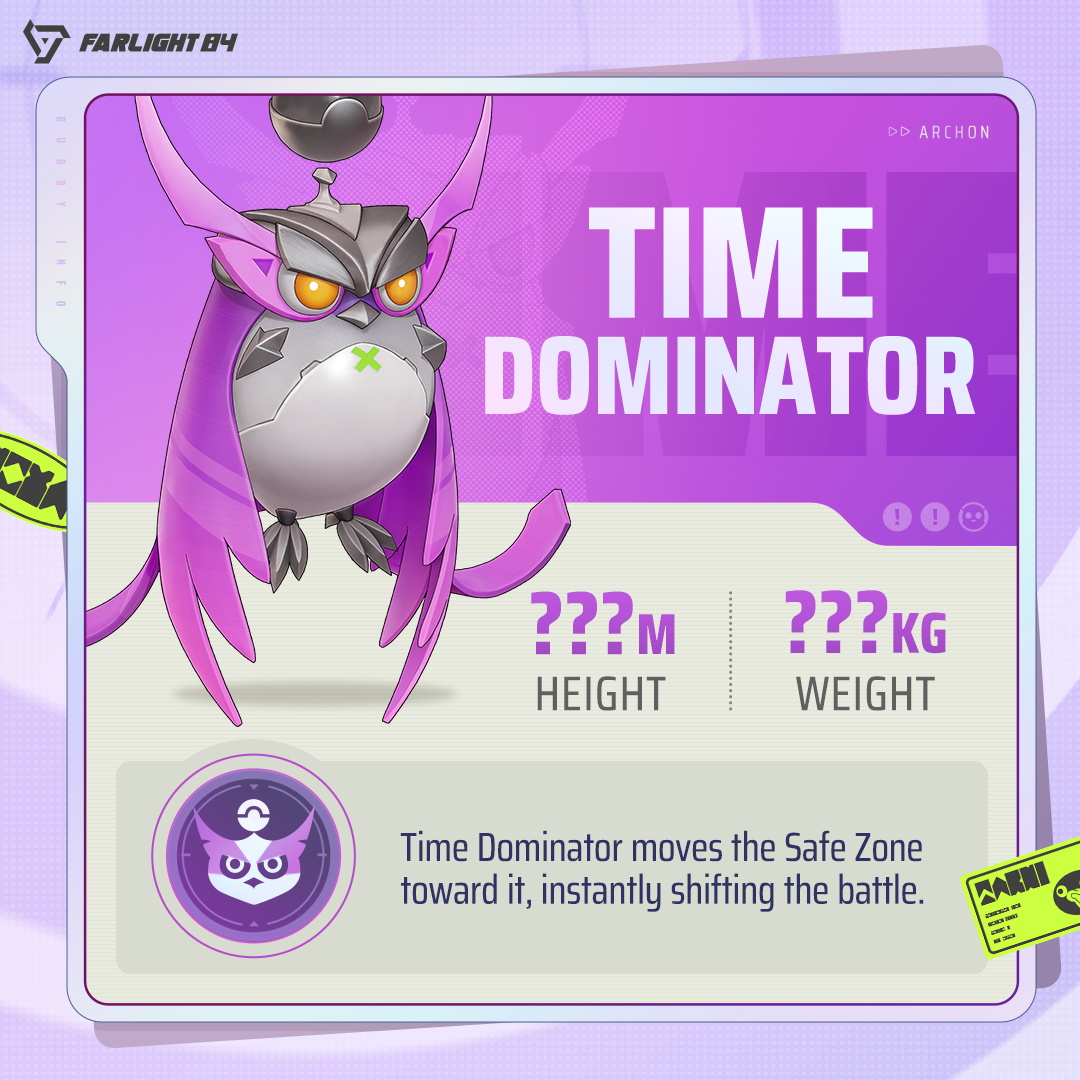 FARLIGHT 84
BUDDY INFO
ARCHON
TIME
DOMINATOR
???M
HEIGHT
???KG
WEIGHT
Time Dominator moves the Safe Zone
toward it, instantly shifting the battle.